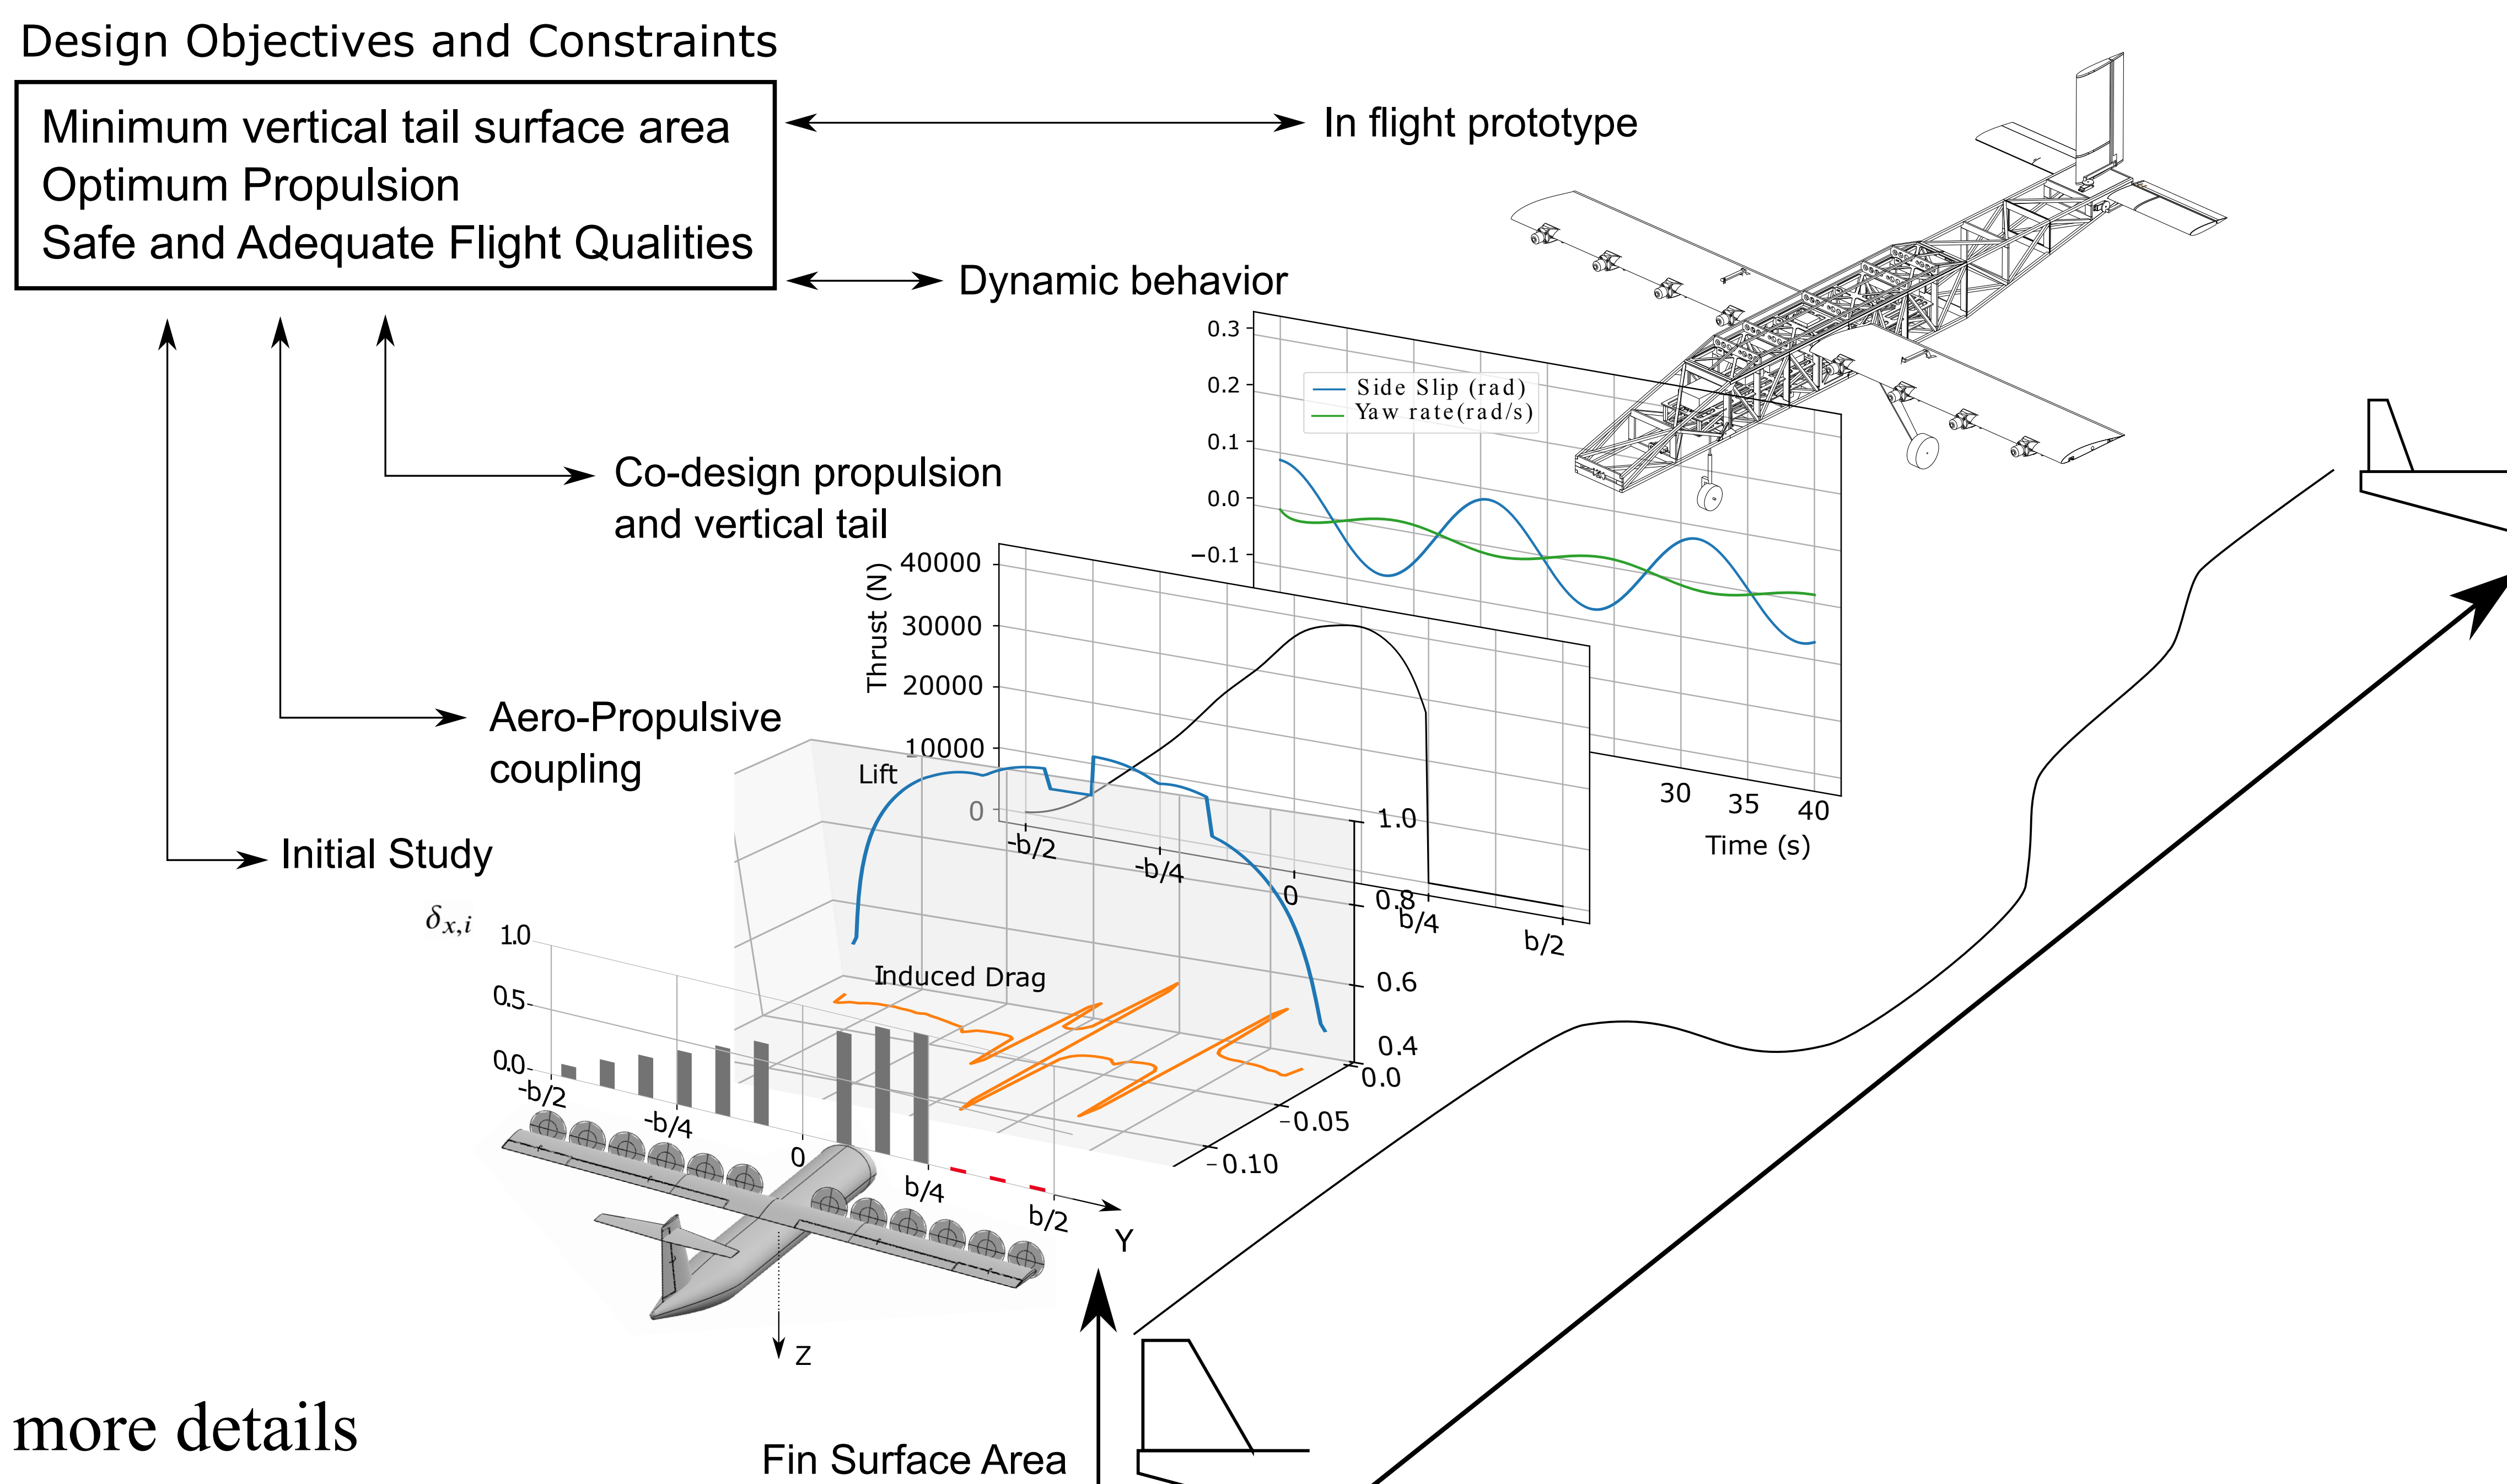 Design Objectives and Constraints
Minimum vertical tail surface area
Optimum Propulsion
Safe and Adequate Flight Qualities
In flight prototype
Dynamic behavior
0.3
0.2
0.1
0.0
−0.1
Side Slip (rad)
Yaw rate(rad/s)
30
35
40
Time (s)
Co-design propulsion
and vertical tail
Thrust (N)
40000
30000
20000
10000
0
-b/2
-b/4
0
b/4
b/2
Aero-Propulsive
coupling
Lift
Induced Drag
1.0
0.8
0.6
0.4
0.0
−0.05
−0.10
Initial Study
δx,i
1.0
0.5
0.0
-b/2
-b/4
0
b/4
b/2
Y
Z
more details
Fin Surface Area